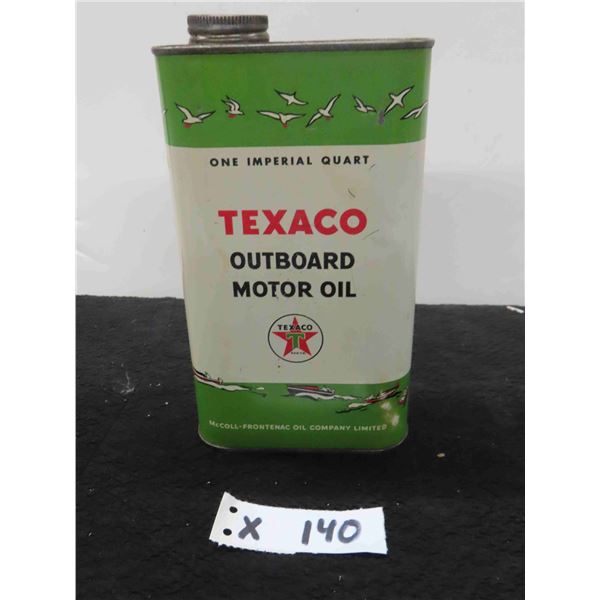 ONE IMPERIAL QUART
TEXACO
OUTBOARD
MOTOR OIL
TEXACO
T
McCOLL-FRONTENAC OIL COMPANY LIMITED
X 140